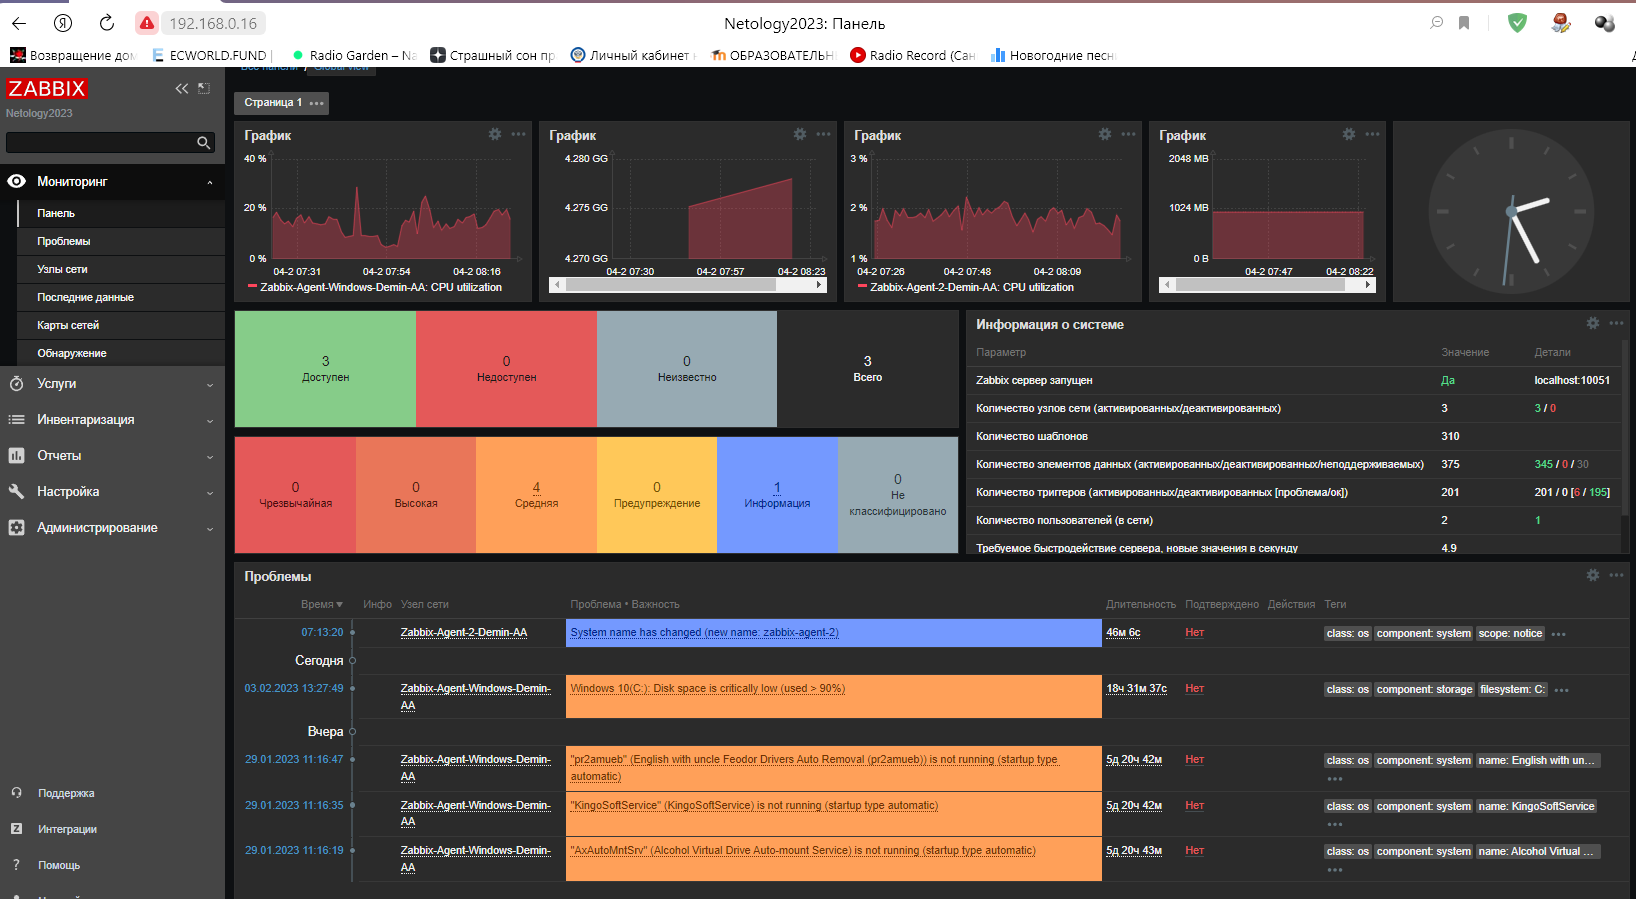 192.168.0.16
Netology2023: Панель
Возвращение дом
ECWORLD.FUND |
Radio Garden – Na
Страшный сон пр
Личный кабинет
ОБРАЗОВАТЕЛЬН
Radio Record (Сан
Новогодние песн
ZABBIX
Netology2023
Мониторинг
Панель
Проблемы
Узлы сети
Последние данные
Карты сетей
Обнаружение
Услуги
Инвентаризация
Отчеты
Настройка
Администрирование
Поддержка
Интеграции
Помощь
Все панели / Global view
Страница 1
График
40 %
20 %
0 %
04-2 07:31 04-2 07:54 04-2 08:16
Zabbix-Agent-Windows-Demin-AA: CPU utilization
График
4.280 GG
4.275 GG
4.270 GG
04-2 07:30 04-2 07:57 04-2 08:23
График
3 %
2 %
1 %
04-2 07:26 04-2 07:48 04-2 08:09
Zabbix-Agent-2-Demin-AA: CPU utilization
График
2048 MB
1024 MB
0 B
04-2 07:47 04-2 08:22
3
Доступен
0
Недоступен
0
Неизвестно
3
Всего
0
Чрезвычайная
0
Высокая
4
Средняя
0
Предупреждение
1
Информация
0
Не
классифицировано
Информация о системе
Параметр Значение Детали
Zabbix сервер запущен Да localhost:10051
Количество узлов сети (активированных/деактивированных) 3 3 / 0
Количество шаблонов 310
Количество элементов данных (активированных/деактивированных/неподдерживаемых) 375 345 / 0 / 30
Количество триггеров (активированных/деактивированных [проблема/ок]) 201 201 / 0 [6 / 195]
Количество пользователей (в сети) 2 1
Требуемое быстродействие сервера, новые значения в секунду 4.9
Проблемы
Время Инфо Узел сети Проблема • Важность Длительность Подтверждено Действия Теги
07:13:20 Zabbix-Agent-2-Demin-AA System name has changed (new name: zabbix-agent-2) 46м 6с Нет class: os component: system scope: notice
Сегодня
03.02.2023 13:27:49 Zabbix-Agent-Windows-Demin-AA Windows 10(C:): Disk space is critically low (used > 90%) 18ч 31м 37с Нет class: os component: storage filesystem: C:
Вчера
29.01.2023 11:16:47 Zabbix-Agent-Windows-Demin-AA "pr2amueb" (English with uncle Feodor Drivers Auto Removal (pr2amueb)) is not running (startup type automatic) 5д 20ч 42м Нет class: os component: system name: English with un...
29.01.2023 11:16:35 Zabbix-Agent-Windows-Demin-AA "KingoSoftService" (KingoSoftService) is not running (startup type automatic) 5д 20ч 42м Нет class: os component: system name: KingoSoftService
29.01.2023 11:16:19 Zabbix-Agent-Windows-Demin-AA "AxAutoMntSrv" (Alcohol Virtual Drive Auto-mount Service) is not running (startup type automatic) 5д 20ч 43м Нет class: os component: system name: Alcohol Virtual ...